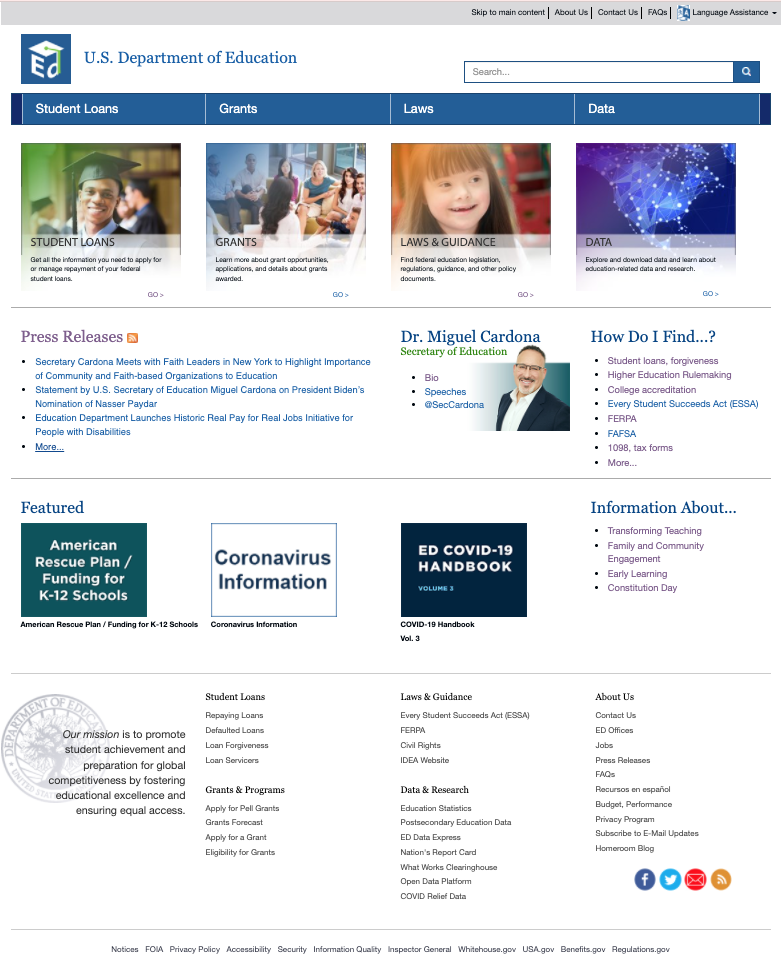 Skip to main content | About Us | Contact Us | FAQs | Language Assistance
Ed
U.S. Department of Education
Search...
Student Loans
Grants
Laws
Data
STUDENT LOANS
Get all the information you need to apply for
or manage repayment of your federal
student loans.
GO >
GRANTS
Learn more about grant opportunities,
applications, and details about grants
awarded.
GO >
LAWS & GUIDANCE
Find federal education legislation,
regulations, guidance, and other policy
documents.
GO >
DATA
Explore and download data and learn about
education-related data and research.
GO >
Press Releases
Secretary Cardona Meets with Faith Leaders in New York to Highlight Importance
of Community and Faith-based Organizations to Education
Statement by U.S. Secretary of Education Miguel Cardona on President Biden's
Nomination of Nasser Paydar
Education Department Launches Historic Real Pay for Real Jobs Initiative for
People with Disabilities
More...
Dr. Miguel Cardona
Secretary of Education
Bio
Speeches
@SecCardona
How Do I Find...?
Student loans, forgiveness
Higher Education Rulemaking
College accreditation
Every Student Succeeds Act (ESSA)
FERPA
FAFSA
1098, tax forms
More...
Featured
American
Rescue Plan /
Funding for
K-12 Schools
American Rescue Plan / Funding for K-12 Schools
Coronavirus
Information
Coronavirus Information
ED COVID-19
HANDBOOK
VOLUME 3
COVID-19 Handbook
Vol. 3
Information About...
Transforming Teaching
Family and Community
Engagement
Early Learning
Constitution Day
Our mission is to promote
student achievement and
preparation for global
competitiveness by fostering
educational excellence and
ensuring equal access.
Student Loans
Repaying Loans
Defaulted Loans
Loan Forgiveness
Loan Servicers
Grants & Programs
Apply for Pell Grants
Grants Forecast
Apply for a Grant
Eligibility for Grants
Laws & Guidance
Every Student Succeeds Act (ESSA)
FERPA
Civil Rights
IDEA Website
Data & Research
Education Statistics
Postsecondary Education Data
ED Data Express
Nation's Report Card
What Works Clearinghouse
Open Data Platform
COVID Relief Data
About Us
Contact Us
ED Offices
Jobs
Press Releases
FAQs
Recursos en español
Budget, Performance
Privacy Program
Subscribe to E-Mail Updates
Homeroom Blog
Notices FOIA Privacy Policy Accessibility Security Information Quality Inspector General Whitehouse.gov USA.gov Benefits.gov Regulations.gov